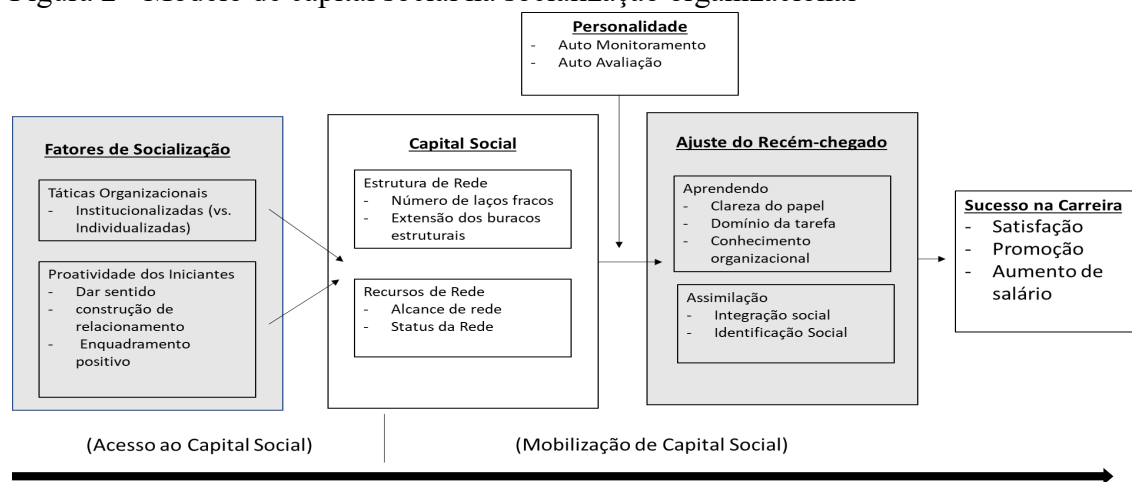 Figura 2 - Modelo de capital social na socialização organizacional
Personalidade
- Auto Monitoramento
- Auto Avaliação
Fatores de Socialização
Táticas Organizacionais
- Institucionalizadas (vs.
Individualizadas)
Proatividade dos Iniciantes
- Dar sentido
- construção de
relacionamento
- Enquadramento
positivo
Capital Social
Estrutura de Rede
- Número de laços fracos
- Extensão dos buracos
estruturais
Recursos de Rede
- Alcance de rede
- Status da Rede
Ajuste do Recém-chegado
Aprendendo
- Clareza do papel
- Domínio da tarefa
- Conhecimento
organizacional
Assimilação
- Integração social
- Identificação Social
Sucesso na Carreira
- Satisfação
- Promoção
- Aumento de
salário
(Acesso ao Capital Social)
(Mobilização de Capital Social)